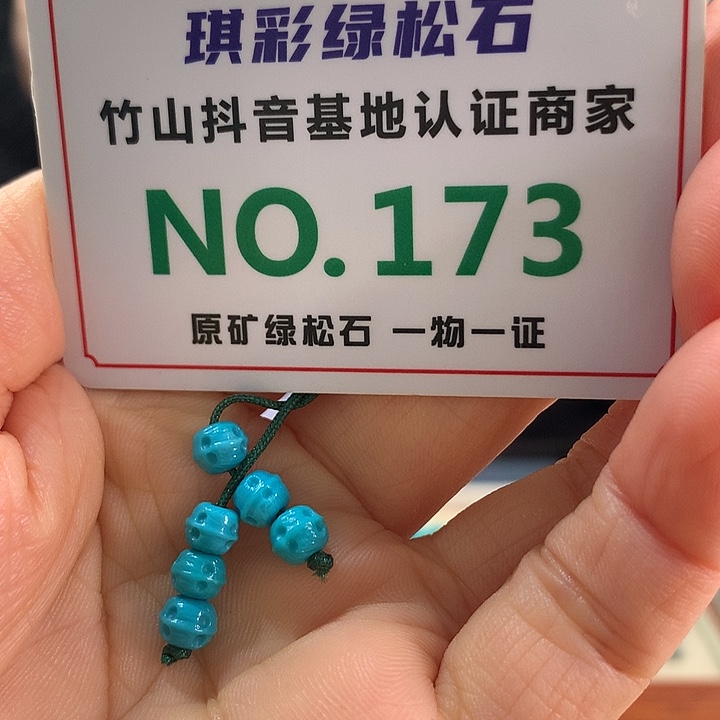 琪彩绿松石
竹山抖音基地认证商家
NO.173
原矿绿松石 一物一证